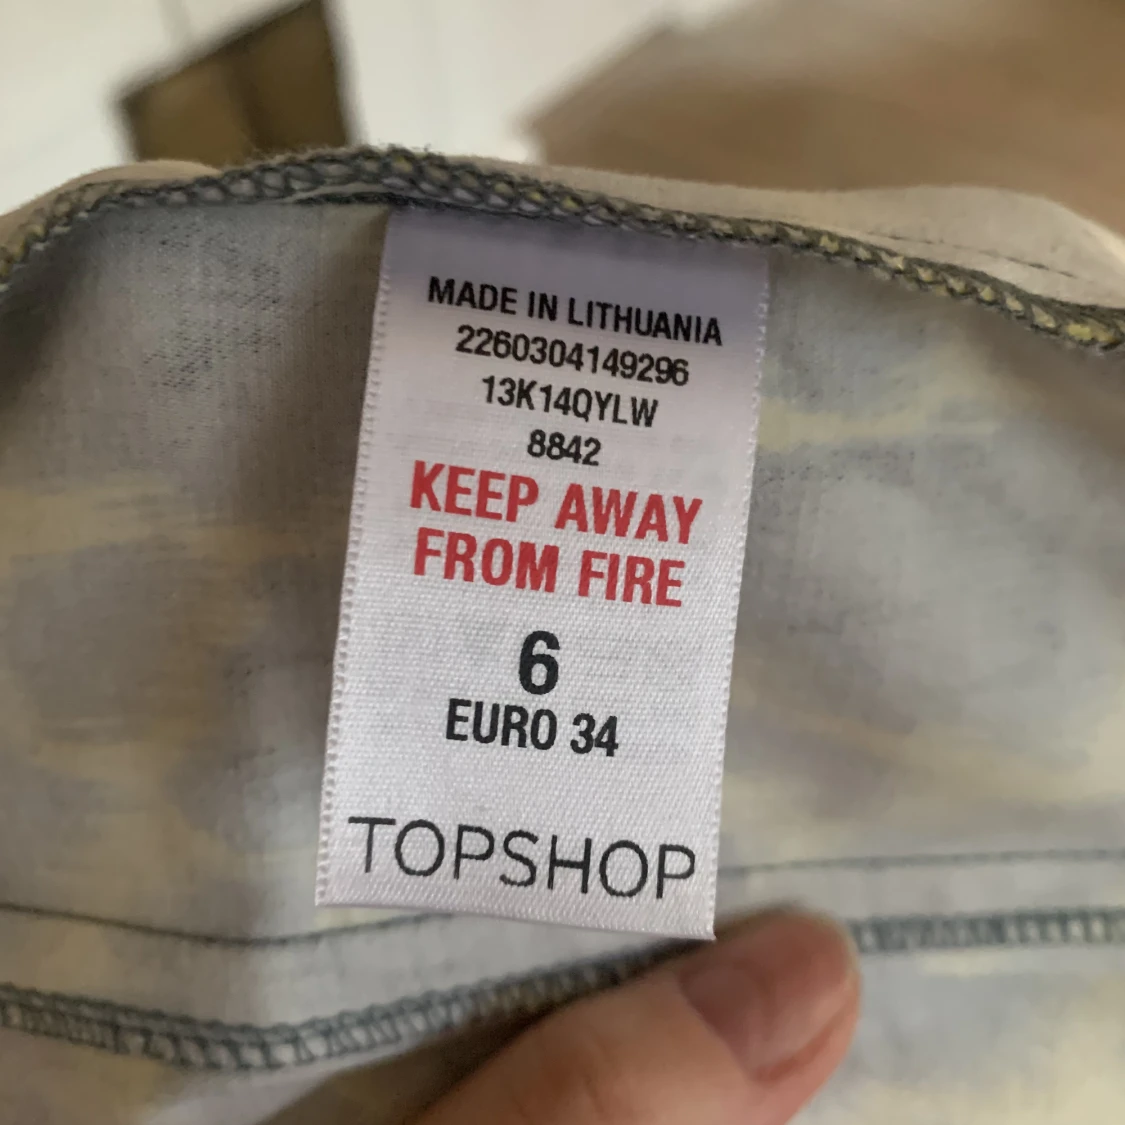 MADE IN LITHUANIA
2260304149296
13K14QYLW
8842
KEEP AWAY
FROM FIRE
6
EURO 34
TOPSHOP